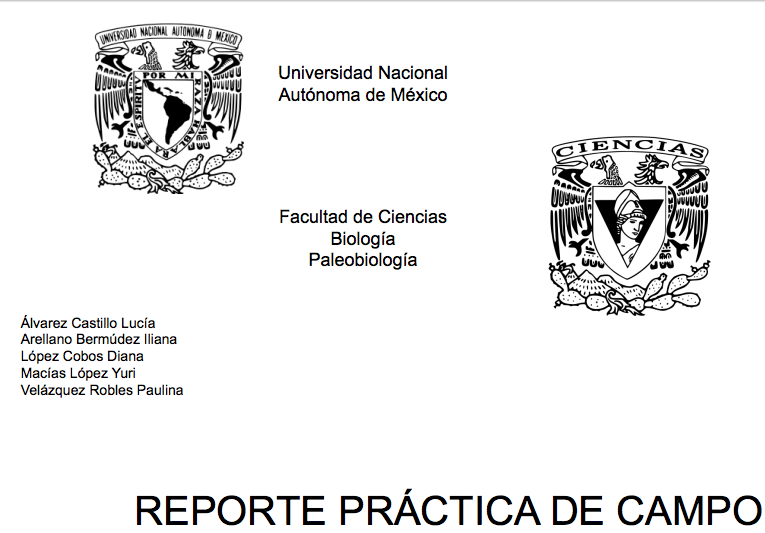 UNIVERSIDAD NACIONAL AUTONOMA DE MEXICO
POR MI RAZA HABLARA EL ESPIRITU
Universidad Nacional
Autónoma de México
CIENCIAS
Facultad de Ciencias
Biología
Paleobiología
Álvarez Castillo Lucía
Arellano Bermúdez Iliana
López Cobos Diana
Macías López Yuri
Velázquez Robles Paulina
REPORTE PRÁCTICA DE CAMPO